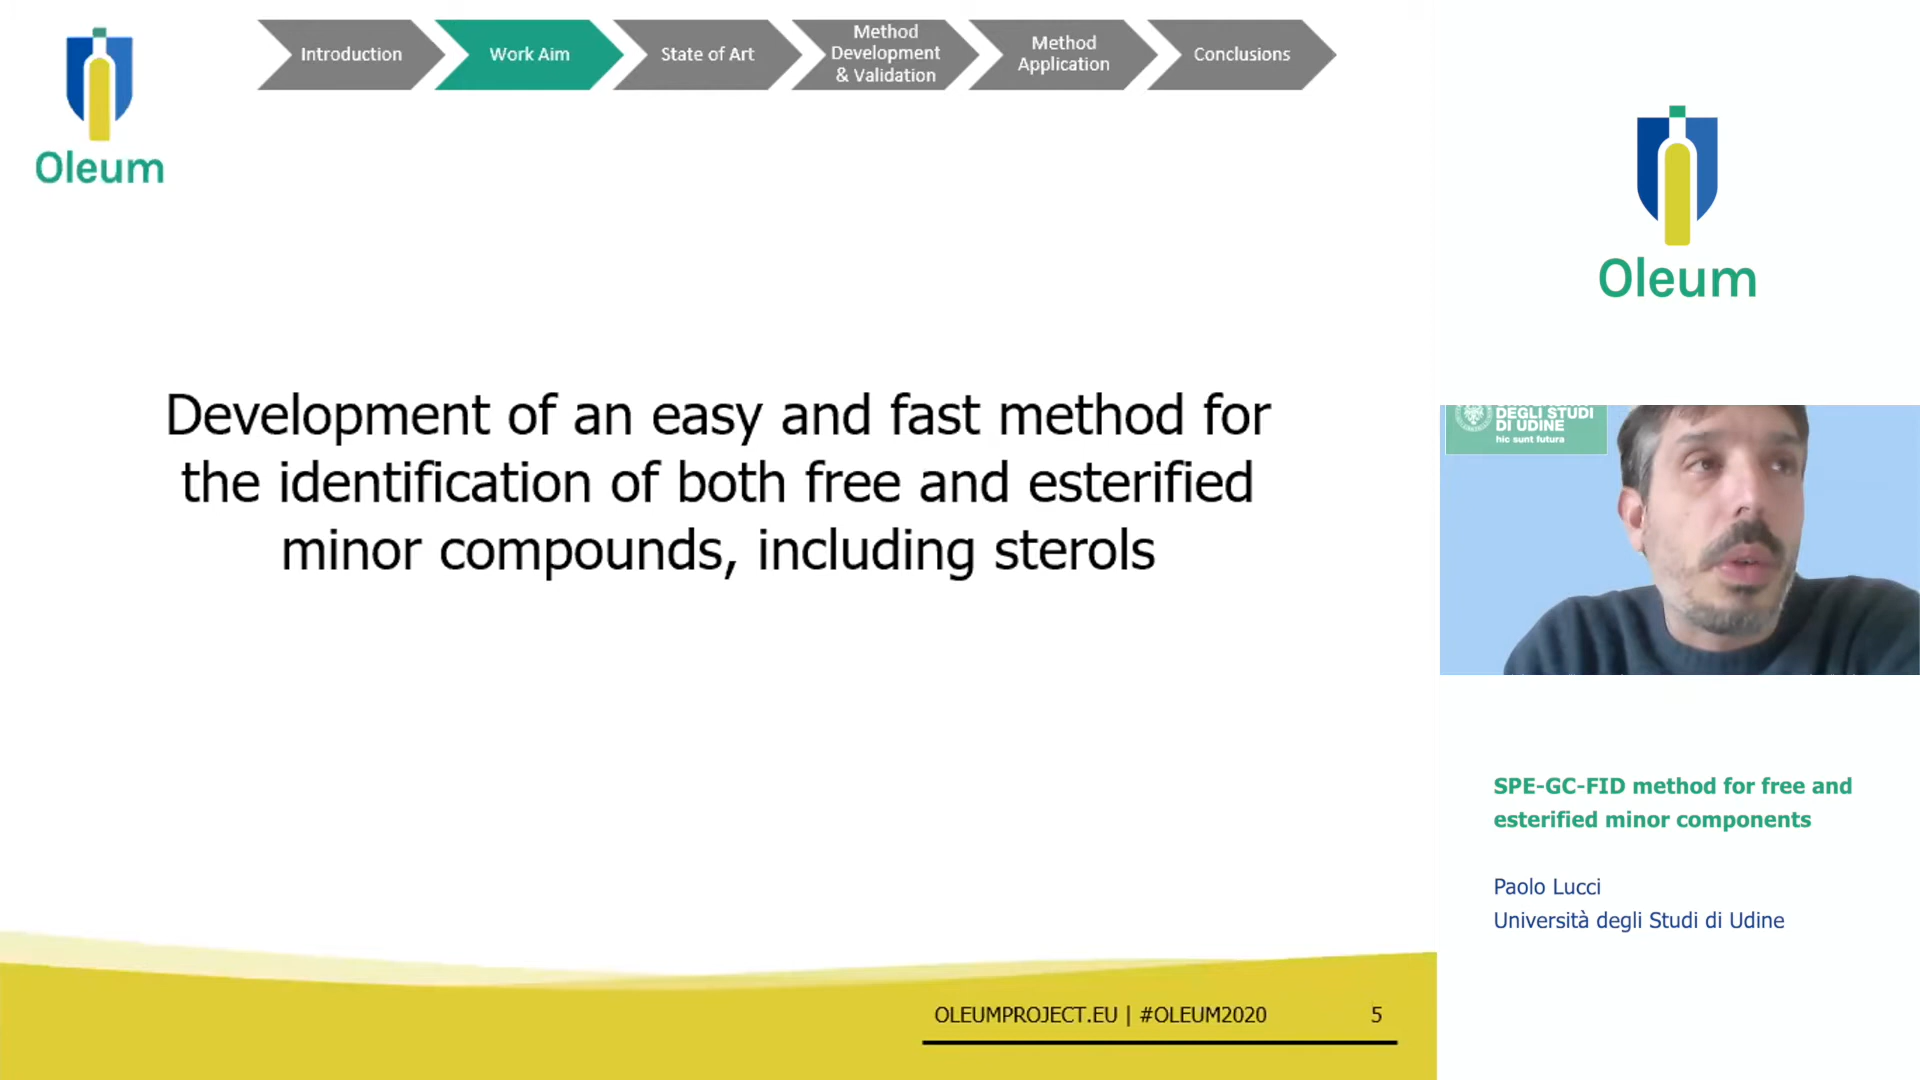 Introduction
Work Aim
State of Art
Method
Development
& Validation
Method
Application
Conclusions
Oleum
Oleum
Development of an easy and fast method for
the identification of both free and esterified
minor compounds, including sterols
DEGLI STUDI
DI UDINE
hic sunt futura
SPE-GC-FID method for free and
esterified minor components
Paolo Lucci
Università degli Studi di Udine
OLEUMPROJECT.EU | #OLEUM2020
5